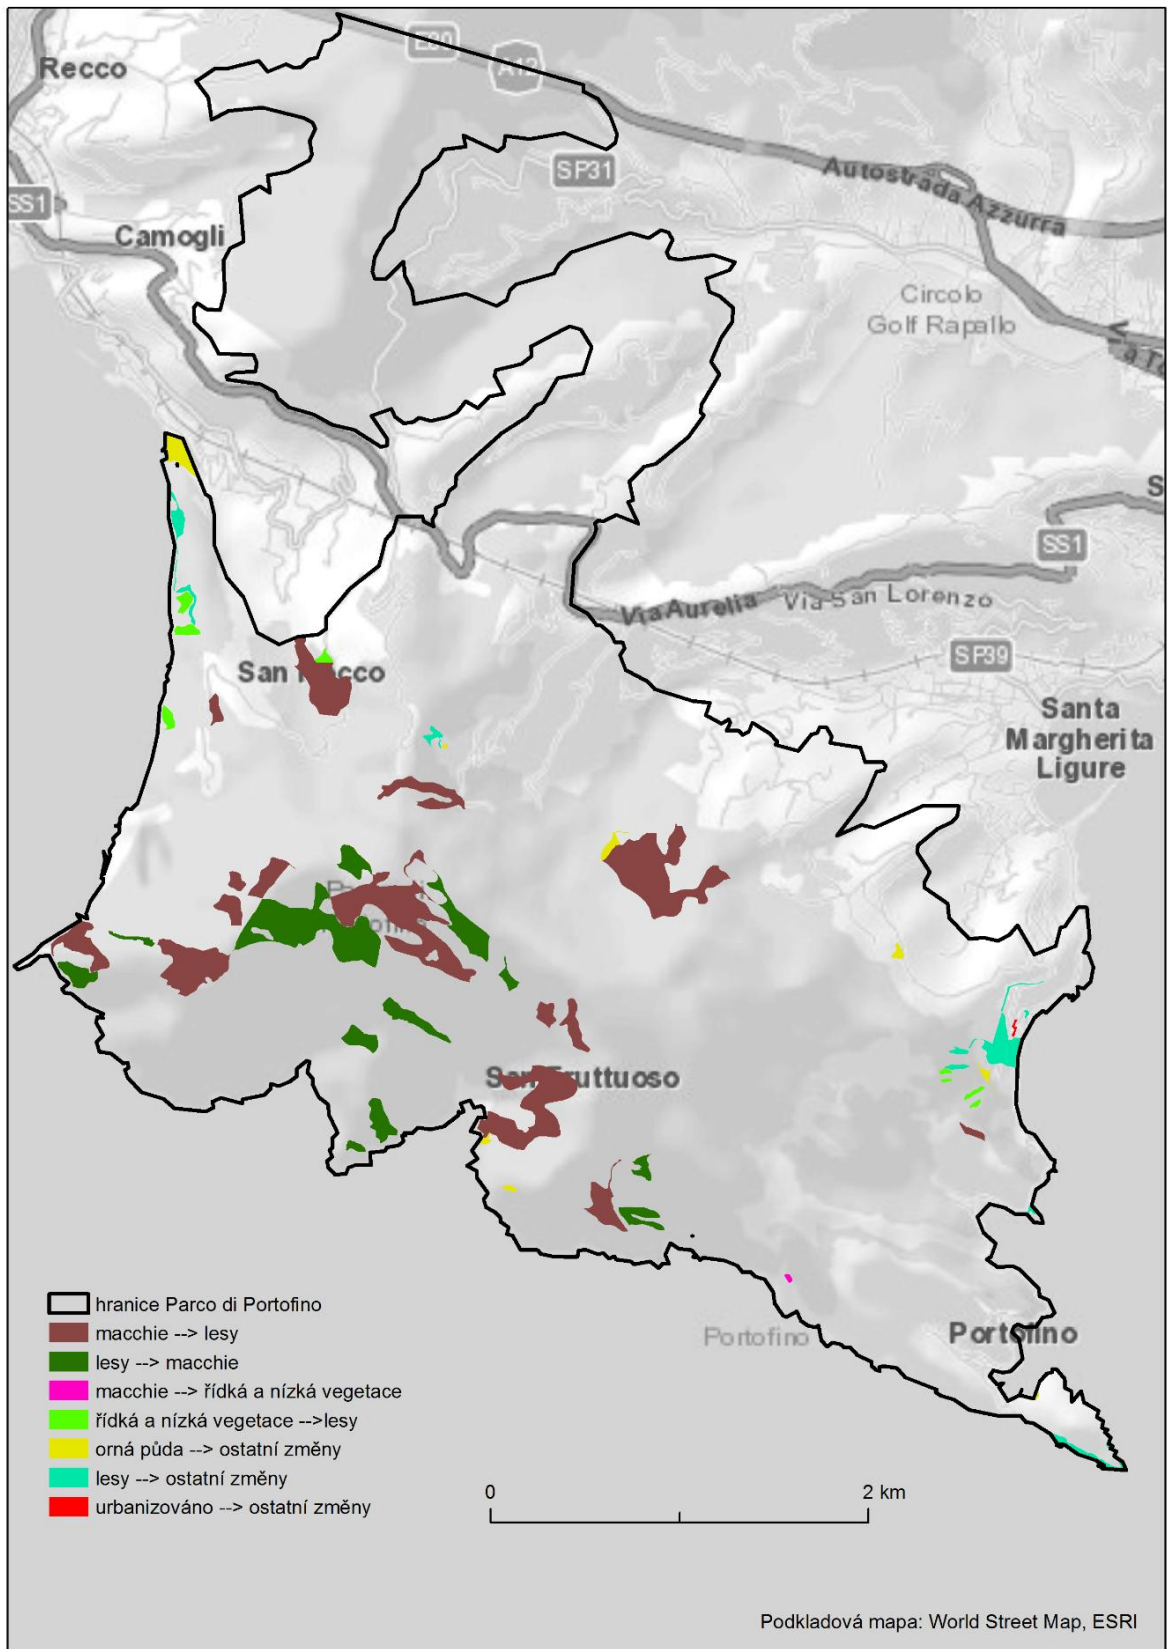 Recco
E80
A12
SP31
Autostrada Azzurra
SS1
Camogli
Circolo
Golf Rapallo
S
SS1
Via Aurelia
Via San Lorenzo
SP39
San Rocco
Santa
Margherita
Ligure
San Fruttuoso
Portofino
Portofino
hranice Parco di Portofino
macchie --> lesy
lesy --> macchie
macchie --> řídká a nízká vegetace
řídká a nízká vegetace -->lesy
orná půda --> ostatní změny
lesy --> ostatní změny
urbanizováno --> ostatní změny
0 2 km
Podkladová mapa: World Street Map, ESRI